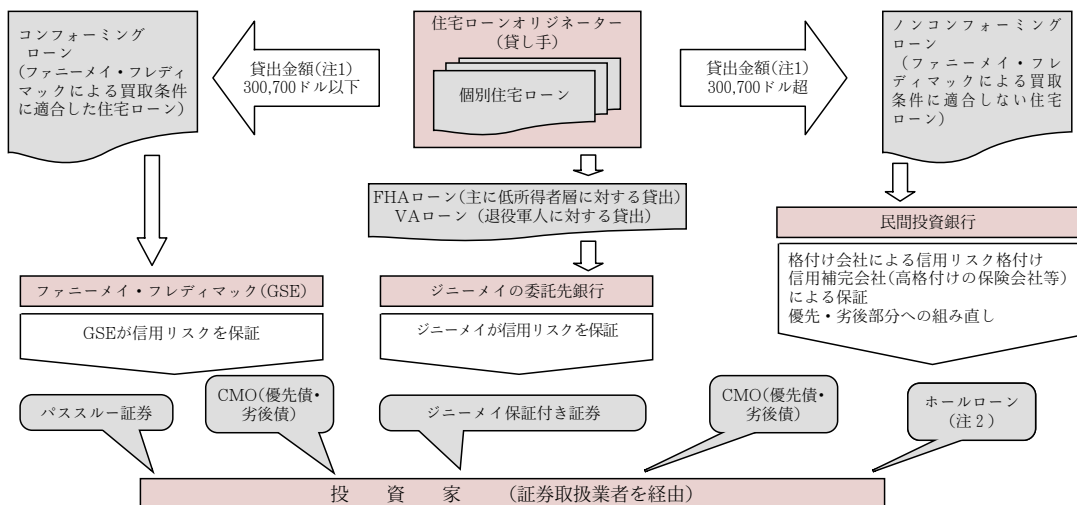 コンフォーミング
ローン
(ファニーメイ・フレディ
マックによる買取条件
に適合した住宅ローン)
貸出金額(注1)
300,700ドル以下
住宅ローンオリジネーター
(貸し手)
個別住宅ローン
貸出金額(注1)
300,700ドル超
ノンコンフォーミング
ローン
(ファニーメイ・フレ
ディマックによる買取
条件に適合しない住宅
ローン)
FHAローン(主に低所得者層に対する貸出)
VAローン(退役軍人に対する貸出)
民間投資銀行
格付け会社による信用リスク格付け
信用補完会社(高格付けの保険会社等)
による保証
優先・劣後部分への組み直し
ファニーメイ・フレディマック(GSE)
GSEが信用リスクを保証
ジニーメイの委託先銀行
ジニーメイが信用リスクを保証
パススルー証券
CMO(優先債・
劣後債)
ジニーメイ保証付き証券
CMO(優先債・
劣後債)
ホールローン
(注2)
投 資 家 (証券取扱業者を経由)